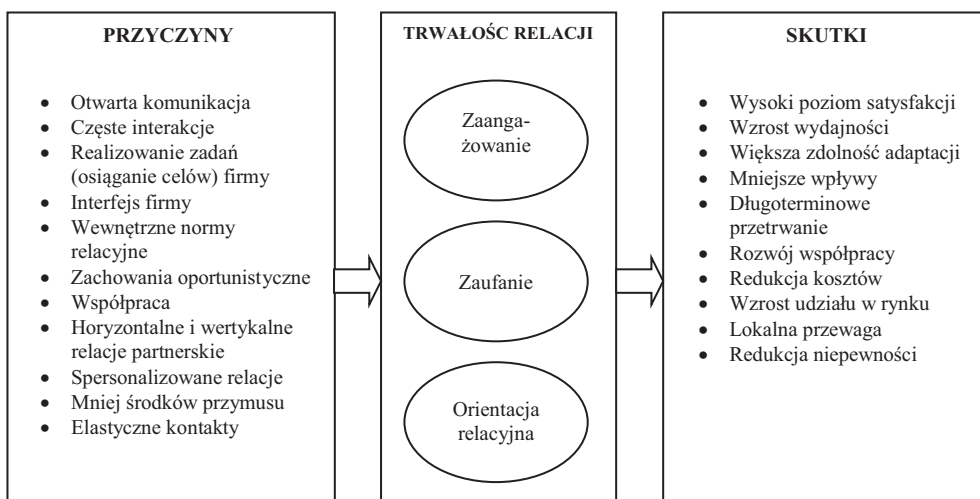 PRZYCZYNY
• Otwarta komunikacja
• Częste interakcje
• Realizowanie zadań
(osiąganie celów) firmy
• Interfejs firmy
• Wewnętrzne normy
relacyjne
• Zachowania oportunistyczne
• Współpraca
• Horyzontalne i wertykalne
relacje partnerskie
• Spersonalizowane relacje
• Mniej środków przymusu
• Elastyczne kontakty
TRWAŁOŚC RELACJI
Zaanga-
żowanie
Zaufanie
Orientacja
relacyjna
SKUTKI
• Wysoki poziom satysfakcji
• Wzrost wydajności
• Większa zdolność adaptacji
• Mniejsze wpływy
• Długoterminowe
przetrwanie
• Rozwój współpracy
• Redukcja kosztów
• Wzrost udziału w rynku
• Lokalna przewaga
• Redukcja niepewności